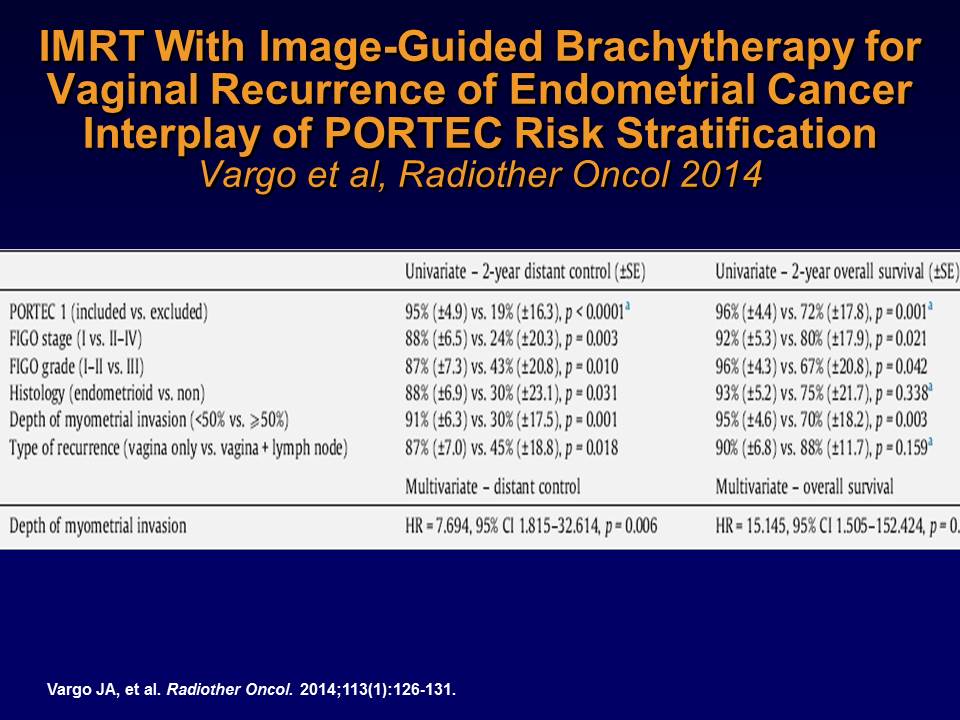 IMRT With Image-Guided Brachytherapy for
Vaginal Recurrence of Endometrial Cancer
Interplay of PORTEC Risk Stratification
Vargo et al, Radiother Oncol 2014
Univariate – 2-year distant control (±SE) Univariate – 2-year overall survival (±SE)
PORTEC 1 (included vs. excluded) 95% (±4.9) vs. 19% (±16.3), p < 0.0001a 96% (±4.4) vs. 72% (±17.8), p = 0.001a
FIGO stage (I vs. II–IV) 88% (±6.5) vs. 24% (±20.3), p = 0.003 92% (±5.3) vs. 80% (±17.9), p = 0.021
FIGO grade (I–II vs. III) 87% (±7.3) vs. 43% (±20.8), p = 0.010 96% (±4.3) vs. 67% (±20.8), p = 0.042
Histology (endometrioid vs. non) 88% (±6.9) vs. 30% (±23.1), p = 0.031 93% (±5.2) vs. 75% (±21.7), p = 0.338a
Depth of myometrial invasion (<50% vs. ⩾50%) 91% (±6.3) vs. 30% (±17.5), p = 0.001 95% (±4.6) vs. 70% (±18.2), p = 0.003
Type of recurrence (vagina only vs. vagina + lymph node) 87% (±7.0) vs. 45% (±18.8), p = 0.018 90% (±6.8) vs. 88% (±11.7), p = 0.159a
Multivariate – distant control Multivariate – overall survival
Depth of myometrial invasion HR = 7.694, 95% CI 1.815–32.614, p = 0.006 HR = 15.145, 95% CI 1.505–152.424, p = 0.
Vargo JA, et al. Radiother Oncol. 2014;113(1):126-131.